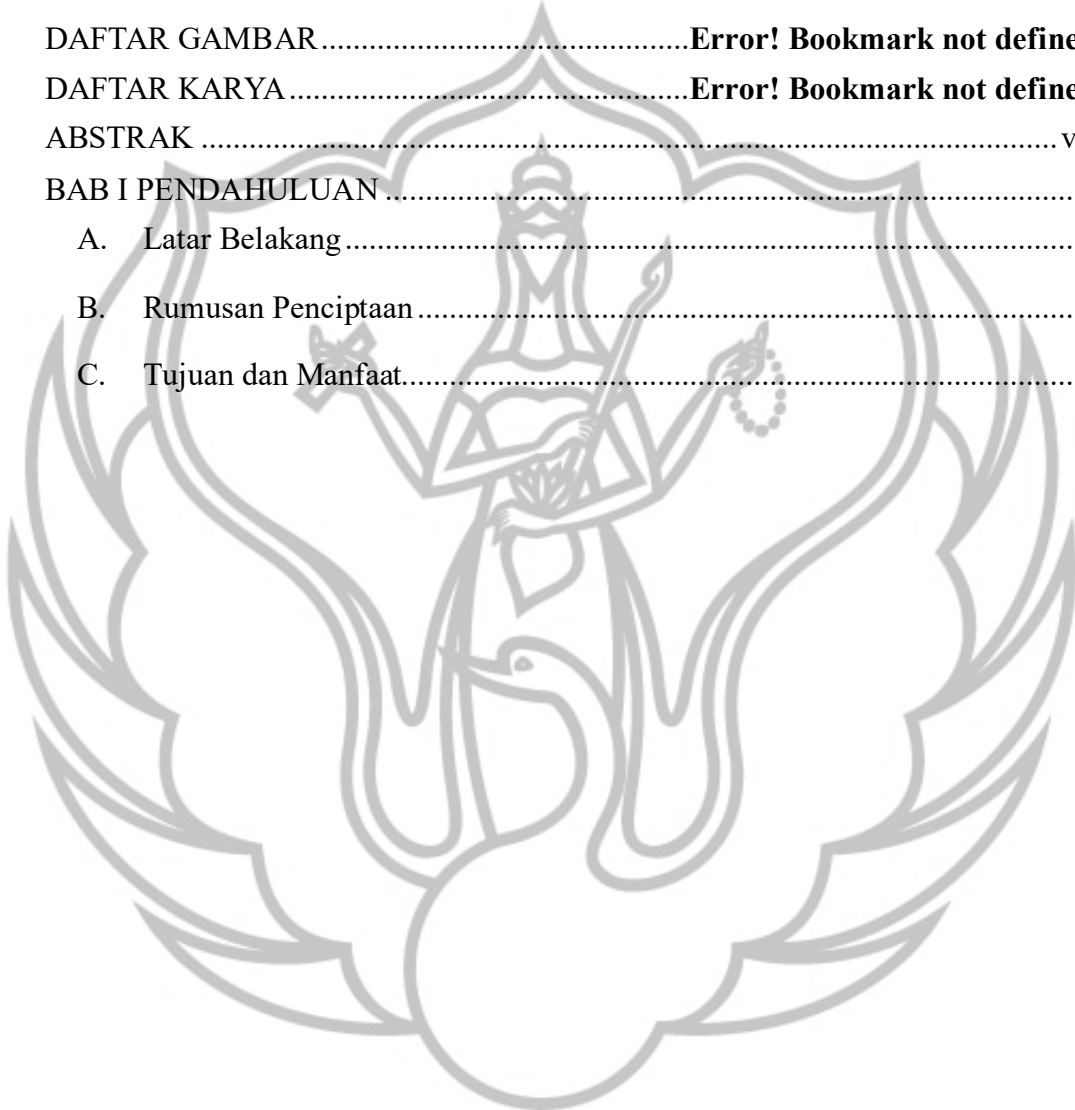 DAFTAR GAMBAR..............................................Error! Bookmark not define
DAFTAR KARYA..................................................Error! Bookmark not define
ABSTRAK ........................................................................................................... v
BAB I PENDAHULUAN ......................................................................................
A. Latar Belakang...........................................................................................
B. Rumusan Penciptaan..................................................................................
C. Tujuan dan Manfaat....................................................................................